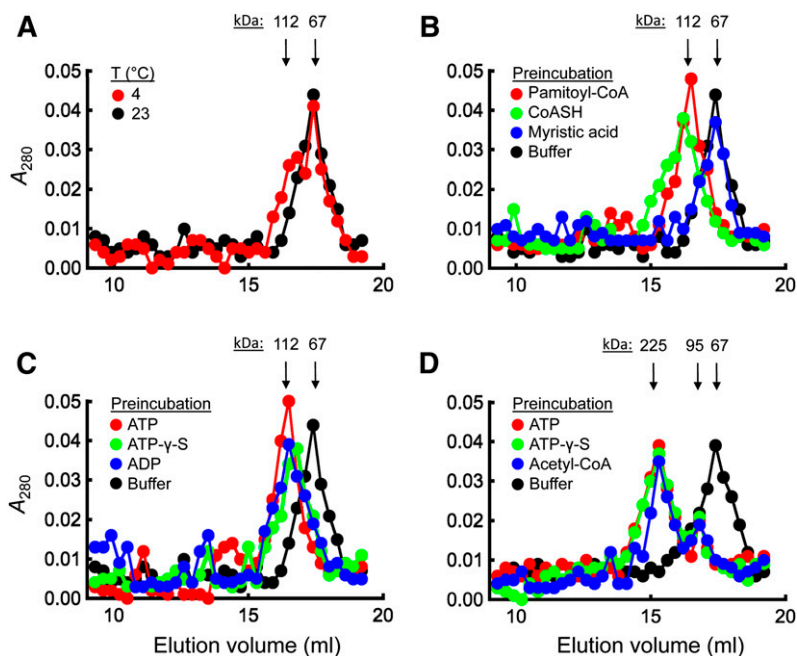 A
kDa: 112 67
T (°C)
4
23
A280
0.05
0.04
0.03
0.02
0.01
0.00
10 15 20
B
kDa: 112 67
Preincubation
Pamitoyl-CoA
CoASH
Myristic acid
Buffer
0.05
0.04
0.03
0.02
0.01
0.00
10 15 20
C
kDa: 112 67
Preincubation
ATP
ATP-γ-S
ADP
Buffer
A280
0.05
0.04
0.03
0.02
0.01
0.00
10 15 20
Elution volume (ml)
D
kDa: 225 95 67
Preincubation
ATP
ATP-γ-S
Acetyl-CoA
Buffer
0.05
0.04
0.03
0.02
0.01
0.00
10 15 20
Elution volume (ml)